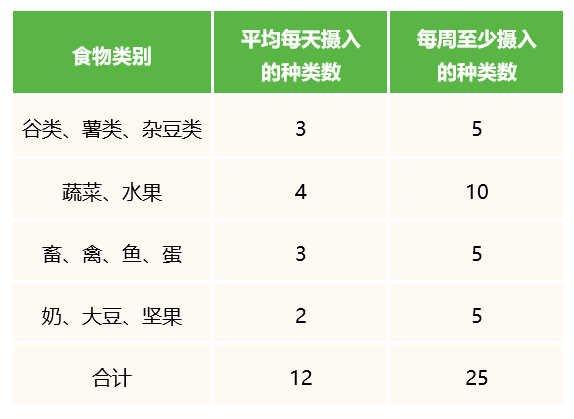 食物类别 平均每天摄入 每周至少摄入
的种类数 的种类数
谷类、薯类、杂豆类 3 5
蔬菜、水果 4 10
畜、禽、鱼、蛋 3 5
奶、大豆、坚果 2 5
合计 12 25